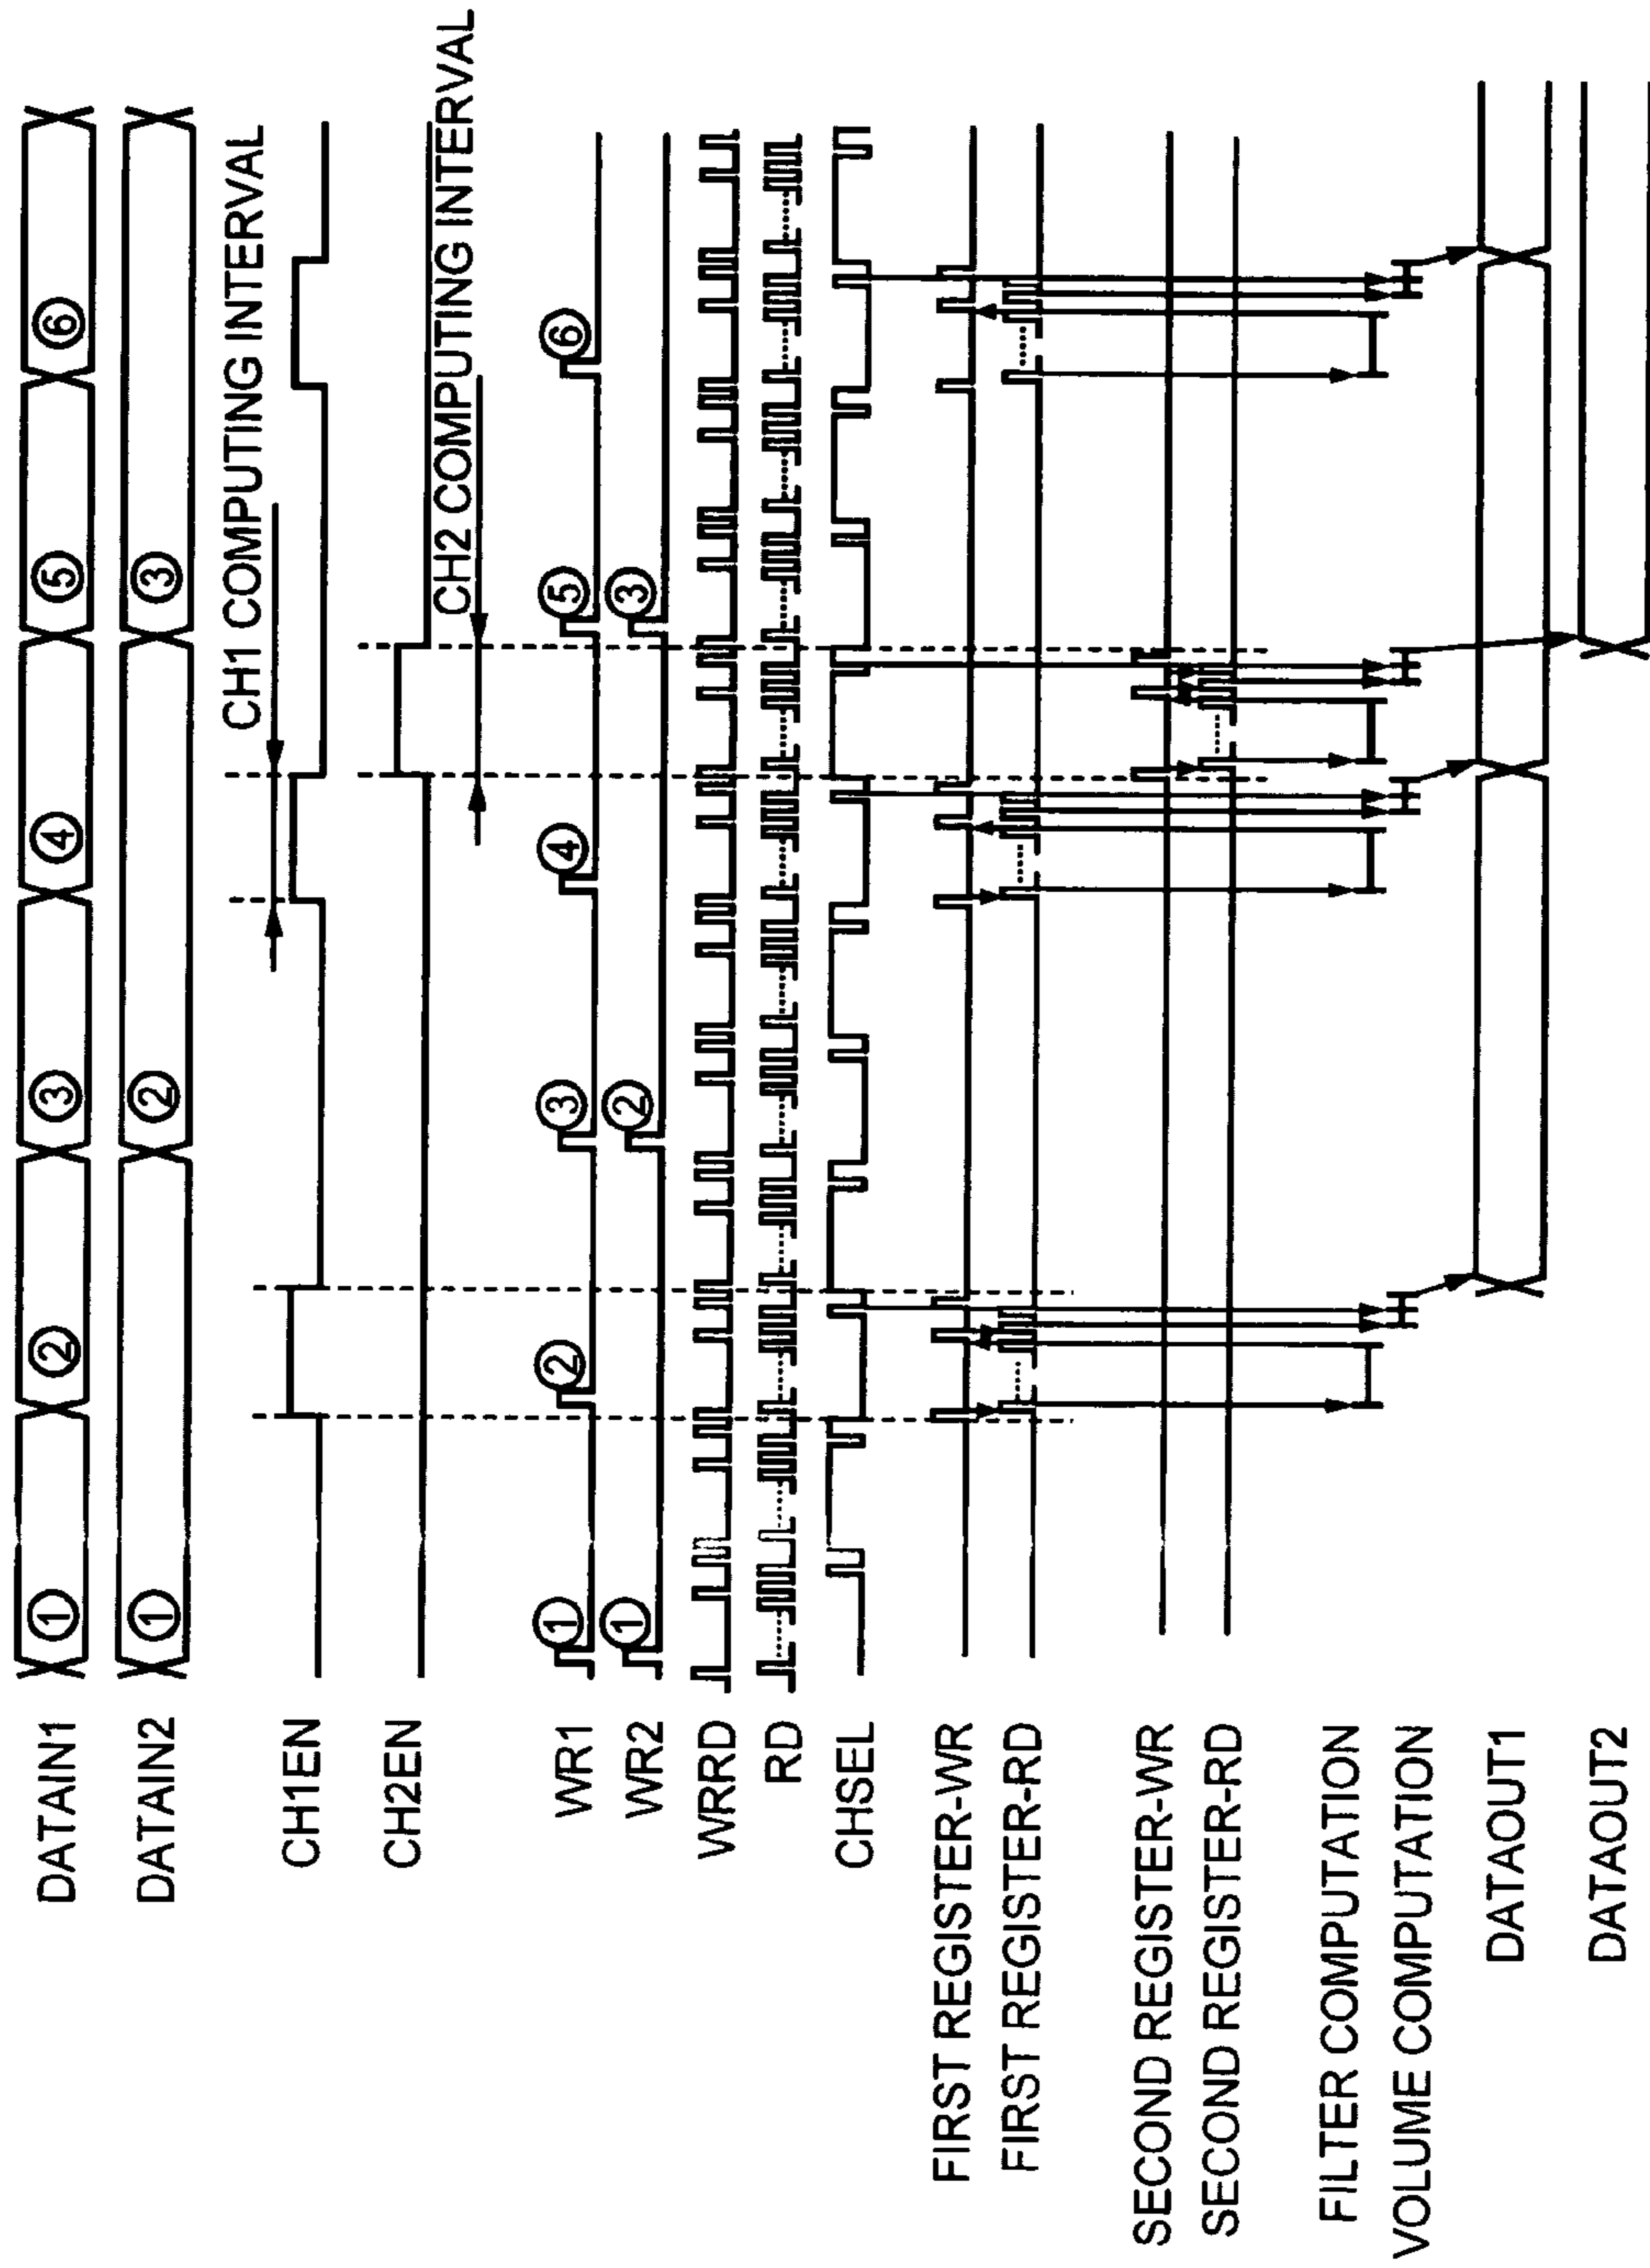 DATAIN1 ① ② ③ ④ ⑤ ⑥
DATAIN2 ① ② ③
CH1 COMPUTING INTERVAL
CH1EN
CH2EN
CH2 COMPUTING INTERVAL
WR1 ① ② ③ ④ ⑤ ⑥
WR2 ① ② ③
WRRD
RD
CHSEL
FIRST REGISTER-WR
FIRST REGISTER-RD
SECOND REGISTER-WR
SECOND REGISTER-RD
FILTER COMPUTATION
VOLUME COMPUTATION
DATAOUT1
DATAOUT2